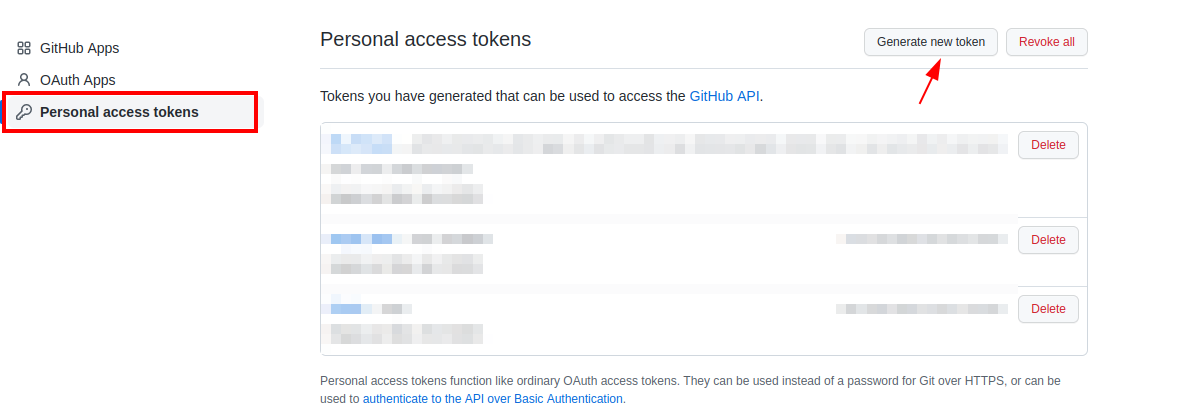 GitHub Apps
OAuth Apps
Personal access tokens
Personal access tokens
Generate new token
Revoke all
Tokens you have generated that can be used to access the GitHub API.
Delete
Delete
Delete
Personal access tokens function like ordinary OAuth access tokens. They can be used instead of a password for Git over HTTPS, or can be
used to authenticate to the API over Basic Authentication.